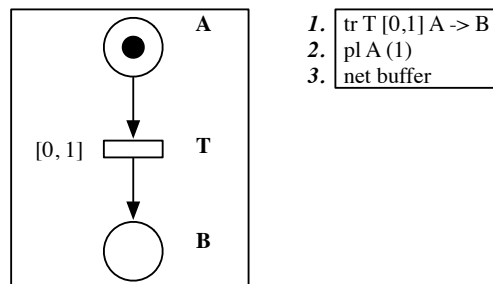 A
[0, 1]
T
B
1. tr T [0,1] A -> B
2. pl A (1)
3. net buffer